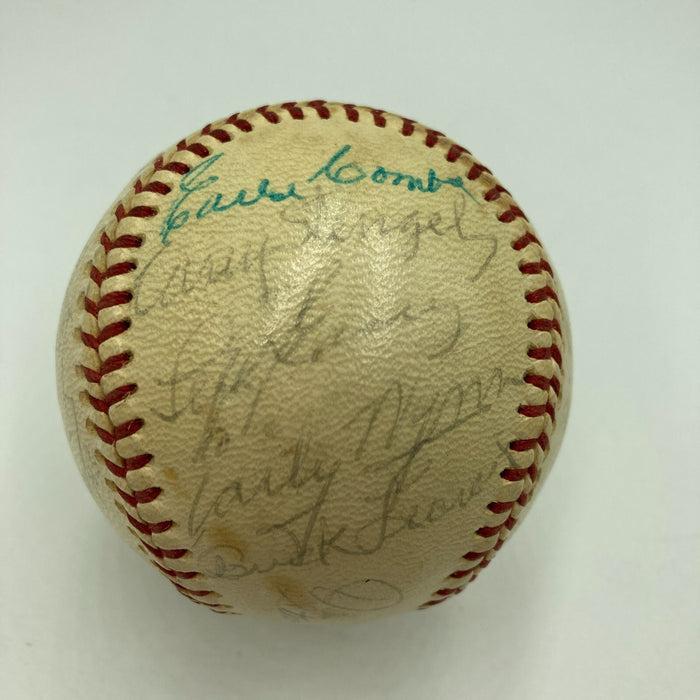 Earle Combs
Casey Stengel
Lefty Gomez
Early Wynn
Buck Leonard